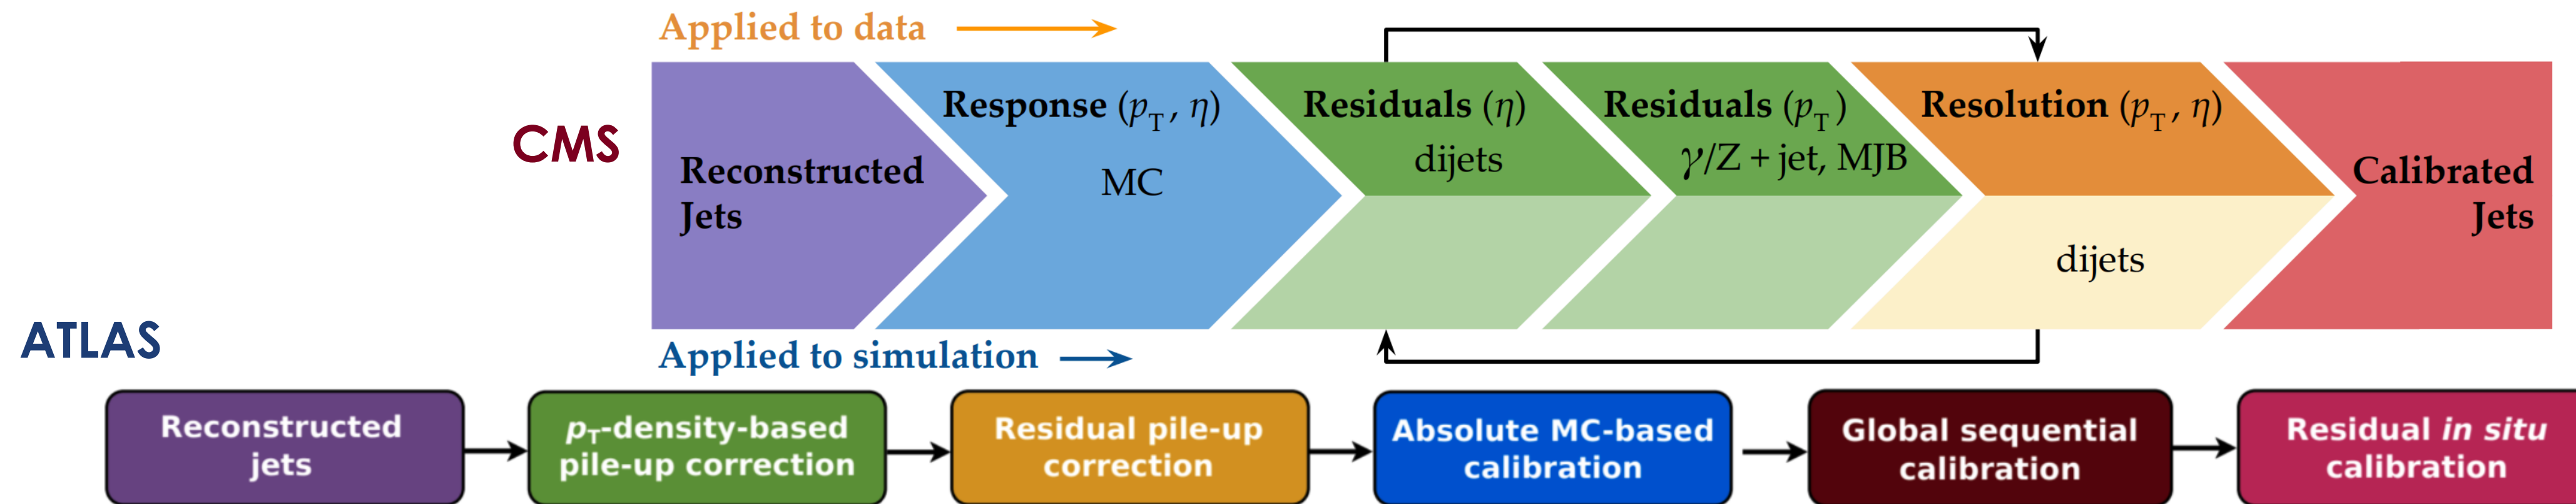 Applied to data
CMS
Reconstructed
Jets
Response (pT, η)
MC
Residuals (η)
dijets
Residuals (pT)
γ/Z + jet, MJB
Resolution (pT, η)
dijets
Calibrated
Jets
ATLAS
Applied to simulation
Reconstructed
jets
pT-density-based
pile-up correction
Residual pile-up
correction
Absolute MC-based
calibration
Global sequential
calibration
Residual in situ
calibration